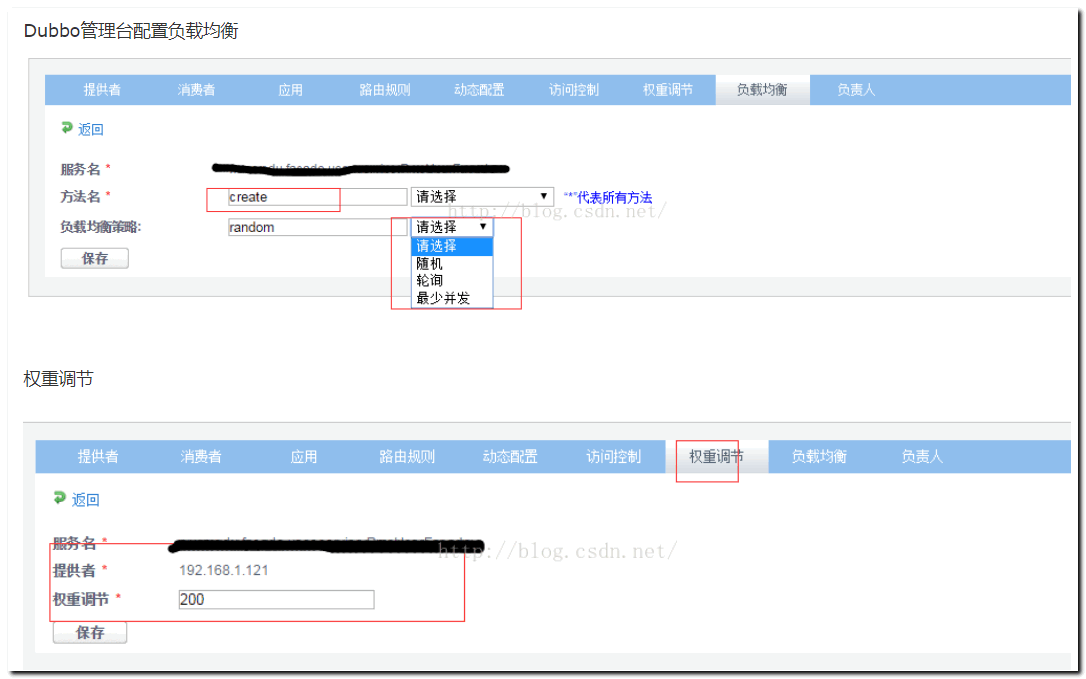 Dubbo管理台配置负载均衡
提供者 消费者 应用 路由规则 动态配置 访问控制 权重调节 负载均衡 负责人
返回
服务名 *
方法名 * create 请选择 ▼ “*”代表所有方法
http://blog.csdn.net/
负载均衡策略: random 请选择 ▼
请选择
保存 随机
轮询
最少并发
权重调节
提供者 消费者 应用 路由规则 动态配置 访问控制 权重调节 负载均衡 负责人
返回
服务名 *
http://blog.csdn.net/
提供者 * 192.168.1.121
权重调节 * 200
保存